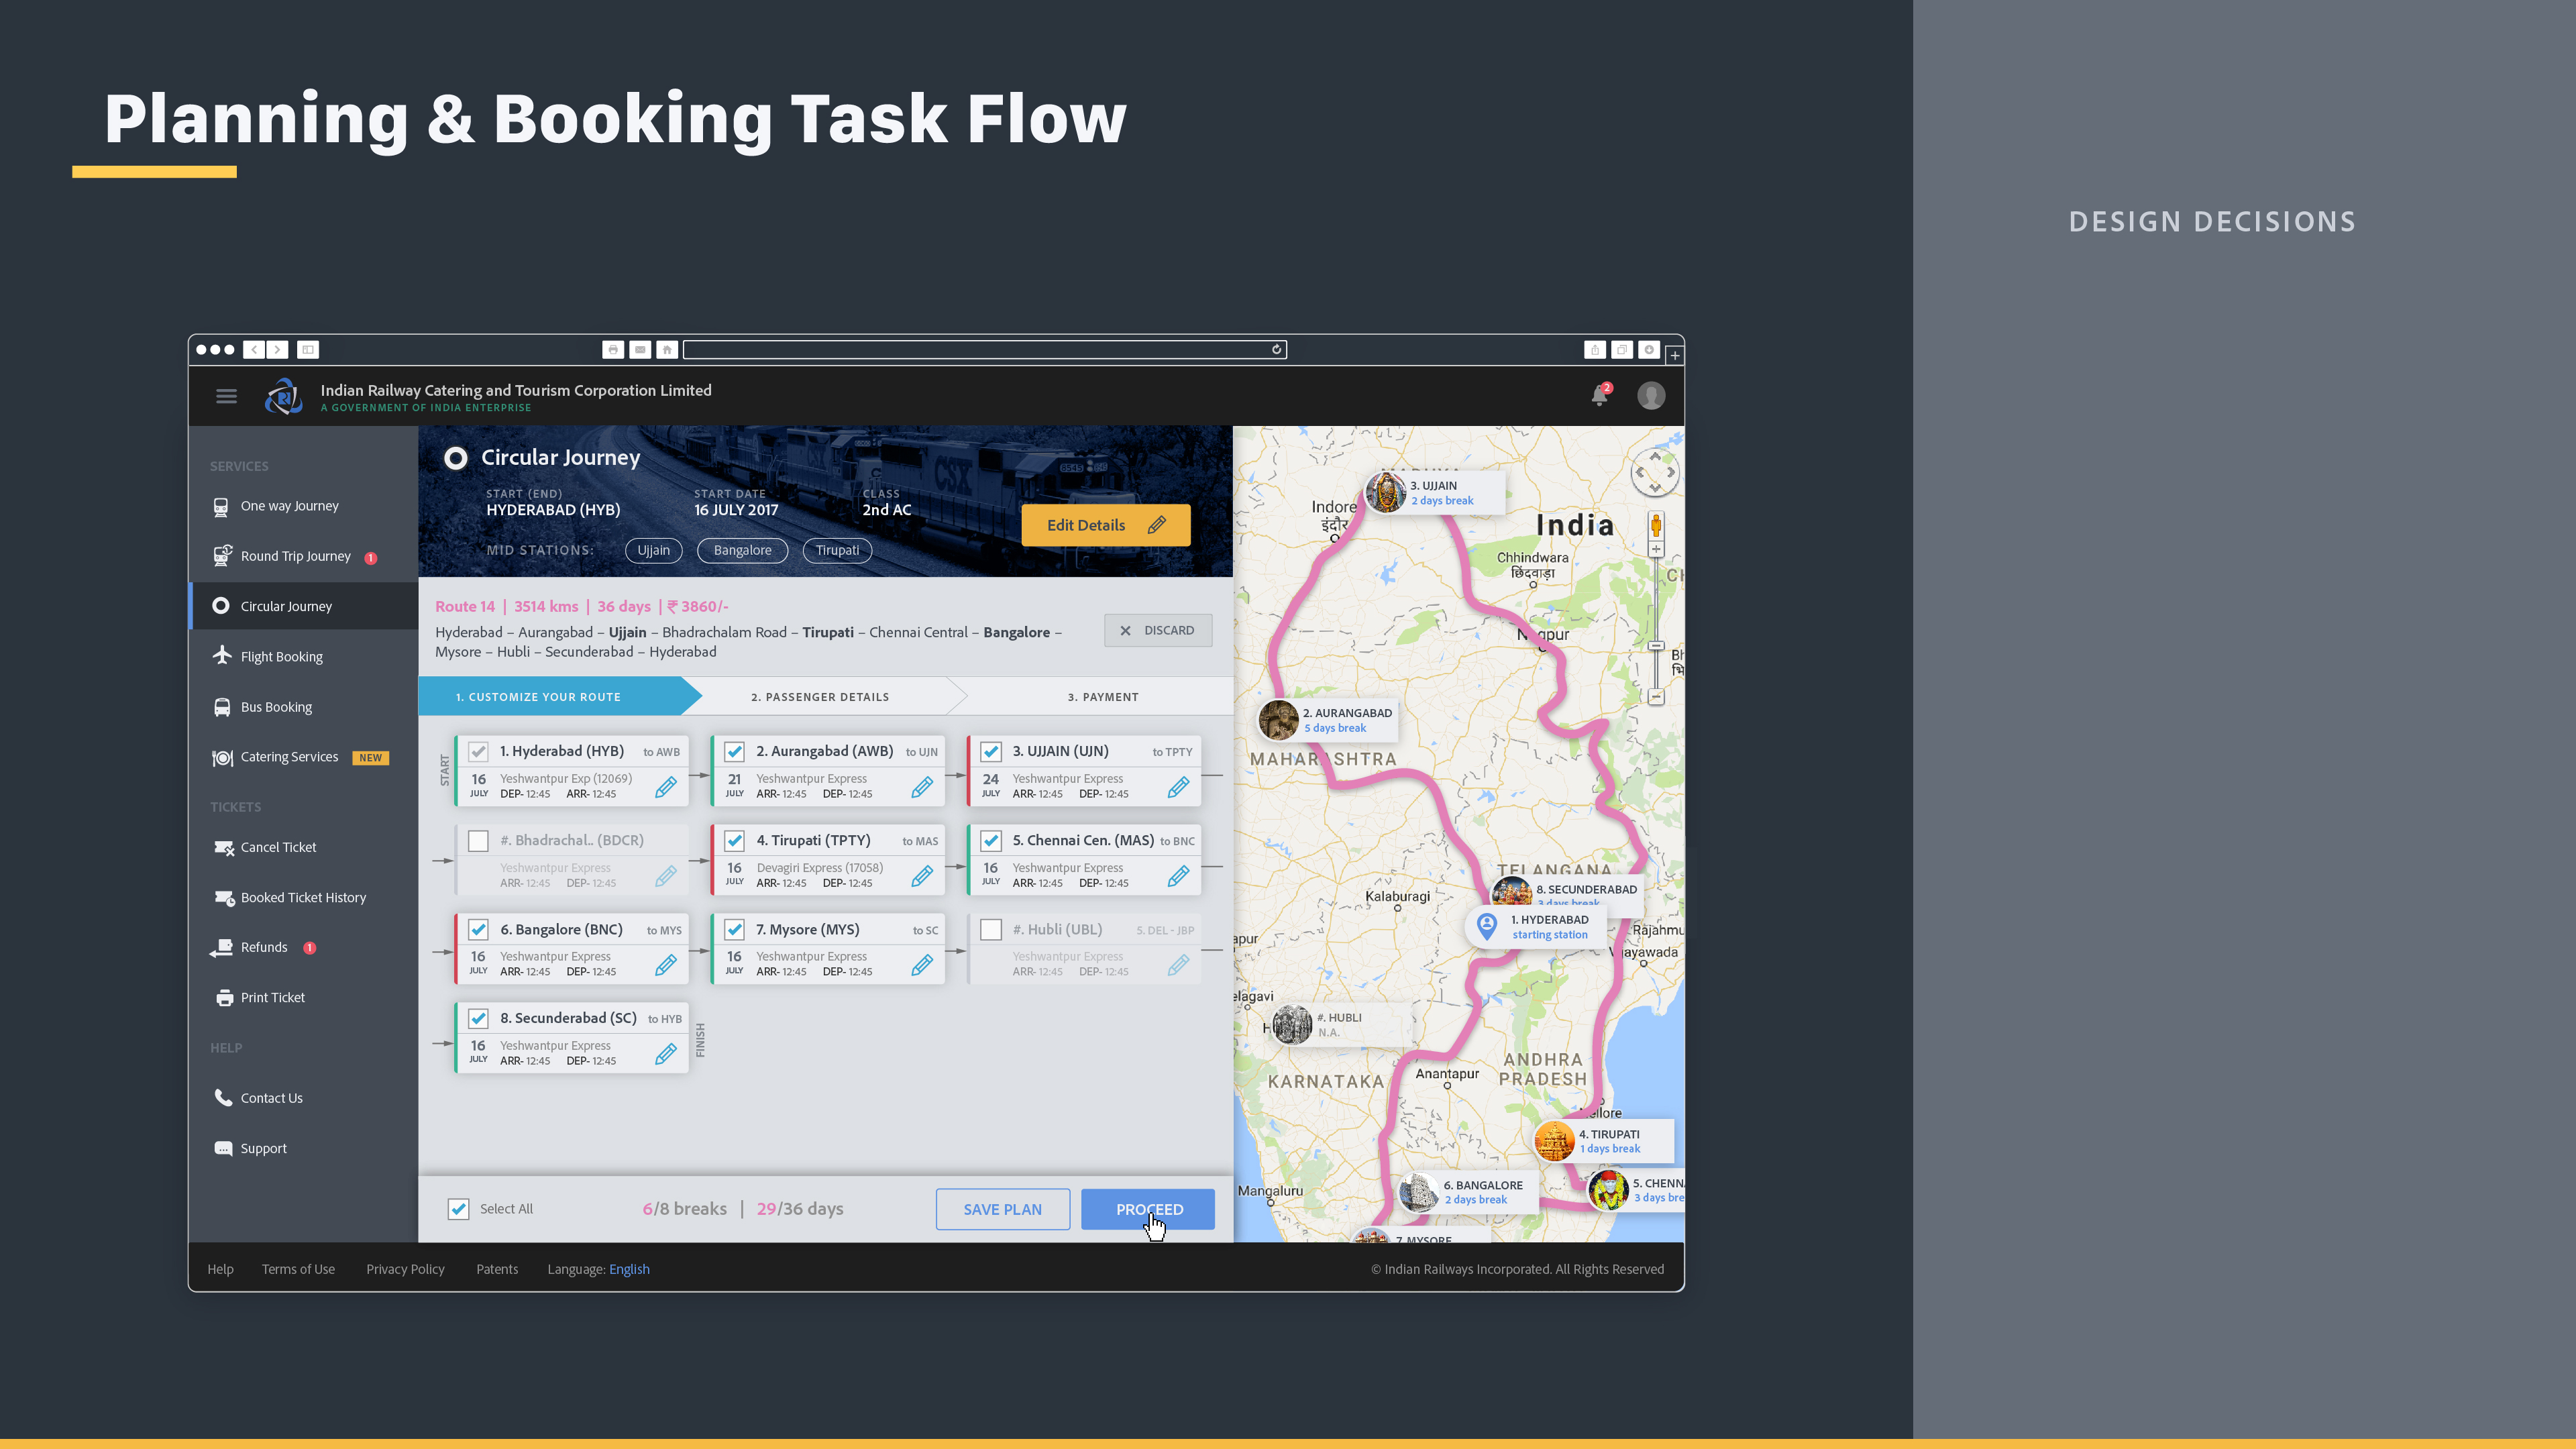 Planning & Booking Task Flow
DESIGN DECISIONS
Indian Railway Catering and Tourism Corporation Limited
A GOVERNMENT OF INDIA ENTERPRISE
2
SERVICES
One way Journey
Round Trip Journey 1
Circular Journey
Flight Booking
Bus Booking
Catering Services NEW
TICKETS
Cancel Ticket
Booked Ticket History
Refunds 1
Print Ticket
HELP
Contact Us
Support
Circular Journey
START (END) START DATE CLASS
HYDERABAD (HYB) 16 JULY 2017 2nd AC
Edit Details
MID STATIONS: Ujjain Bangalore Tirupati
CSX
Route 14 | 3514 kms | 36 days | ₹ 3860/-
Hyderabad – Aurangabad – Ujjain – Bhadrachalam Road – Tirupati – Chennai Central – Bangalore –
Mysore – Hubli – Secunderabad – Hyderabad
DISCARD
1. CUSTOMIZE YOUR ROUTE 2. PASSENGER DETAILS 3. PAYMENT
START
1. Hyderabad (HYB) to AWB
16 JULY Yeshwantpur Exp (12069)
DEP- 12:45 ARR- 12:45
2. Aurangabad (AWB) to UJN
21 JULY Yeshwantpur Express
ARR- 12:45 DEP- 12:45
3. UJJAIN (UJN) to TPTY
24 JULY Yeshwantpur Express
ARR- 12:45 DEP- 12:45
#. Bhadrachal.. (BDCR)
Yeshwantpur Express
ARR- 12:45 DEP- 12:45
4. Tirupati (TPTY) to MAS
16 JULY Devagiri Express (17058)
ARR- 12:45 DEP- 12:45
5. Chennai Cen. (MAS) to BNC
16 JULY Yeshwantpur Express
ARR- 12:45 DEP- 12:45
6. Bangalore (BNC) to MYS
16 JULY Yeshwantpur Express
ARR- 12:45 DEP- 12:45
7. Mysore (MYS) to SC
16 JULY Yeshwantpur Express
ARR- 12:45 DEP- 12:45
#. Hubli (UBL) 5. DEL - JBP
Yeshwantpur Express
ARR- 12:45 DEP- 12:45
8. Secunderabad (SC) to HYB
16 JULY Yeshwantpur Express
ARR- 12:45 DEP- 12:45
FINISH
Select All 6/8 breaks | 29/36 days SAVE PLAN PROCEED
3. UJJAIN
2 days break
Indore
इंदौर
India
Chhindwara
छिंदवाड़ा
2. AURANGABAD
5 days break
MAHARASHTRA
TELANGANA
8. SECUNDERABAD
3 days break
Kalaburagi
1. HYDERABAD
starting station
Rajahmu
#. HUBLI
N.A.
ANDHRA
PRADESH
KARNATAKA
Anantapur
4. TIRUPATI
1 days break
Mangaluru
6. BANGALORE
2 days break
5. CHENN
3 days bre
7. MYSORE
Help Terms of Use Privacy Policy Patents Language: English
© Indian Railways Incorporated. All Rights Reserved